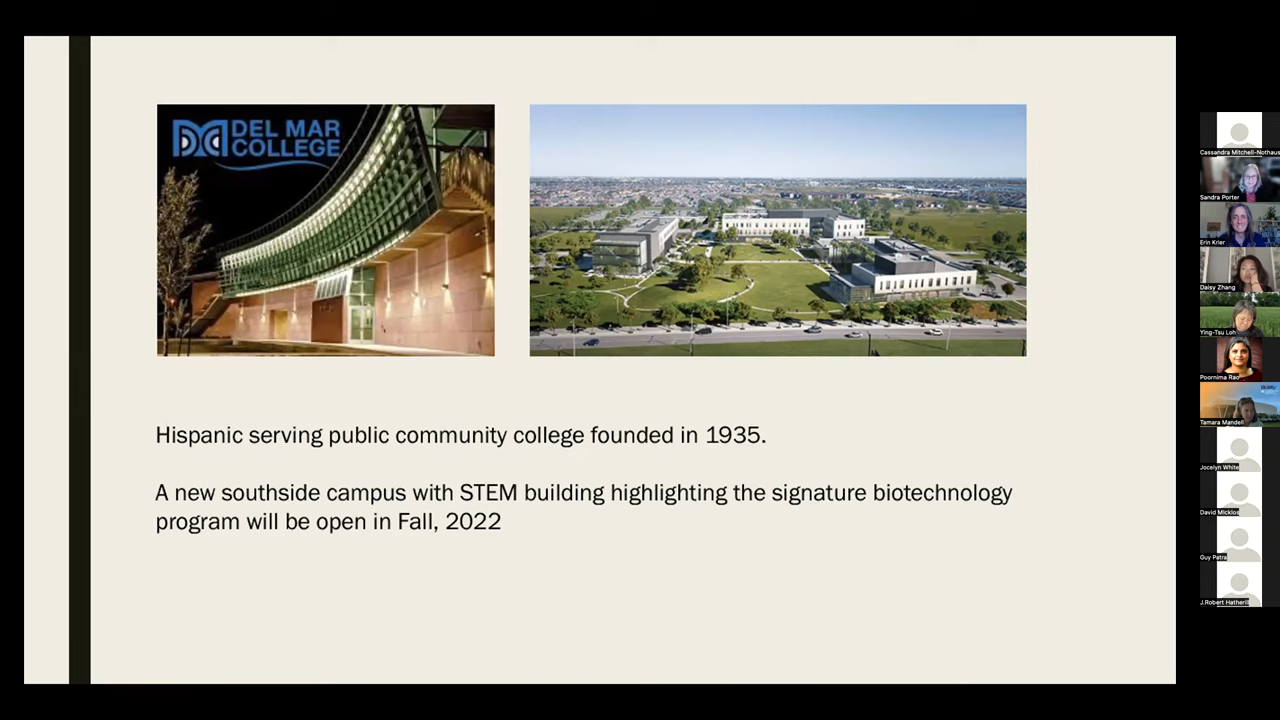 DEL MAR
COLLEGE
Hispanic serving public community college founded in 1935.
A new southside campus with STEM building highlighting the signature biotechnology
program will be open in Fall, 2022
Cassandra Mitchell-Nothaus
Sandra Porter
Erin Krier
Daisy Zhang
Ying-Tsu Loh
Poornima Rao
Tamara Mandell
Jocelyn White
David Micklos
Guy Patra
J.Robert Hatherill